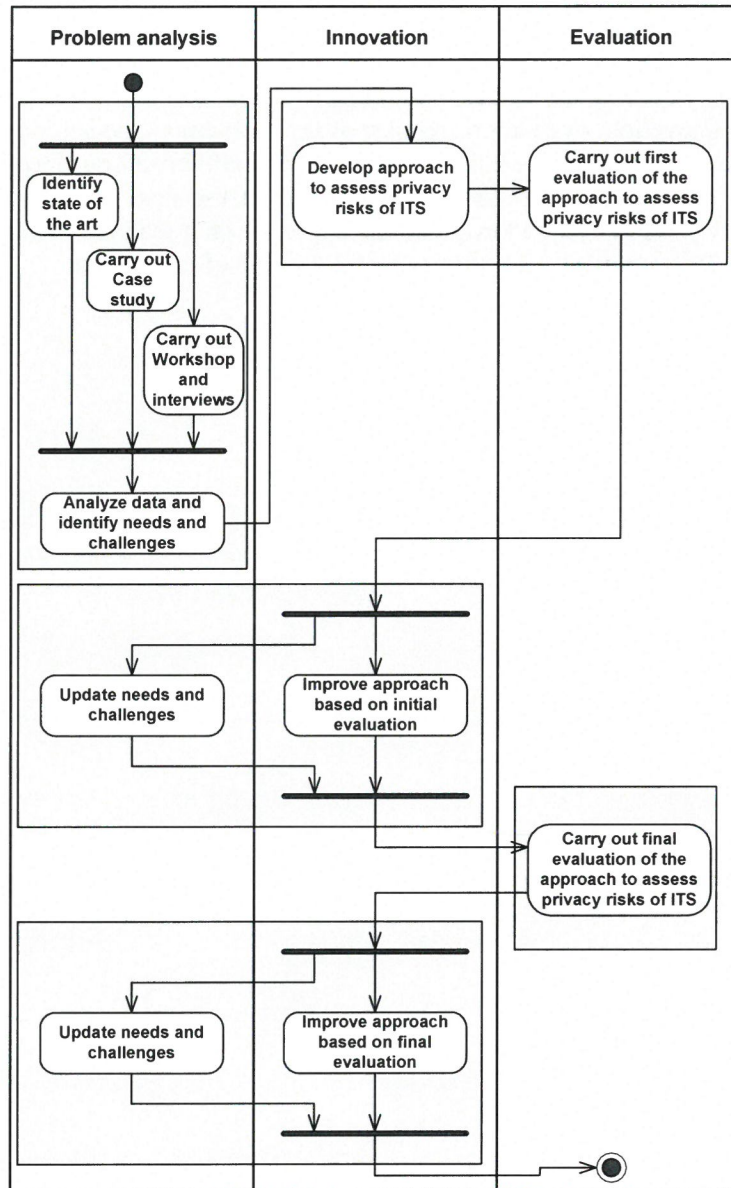 Problem analysis
Innovation
Evaluation
Identify
state of
the art
Carry out
Case
study
Carry out
Workshop
and
interviews
Analyze data and
identify needs and
challenges
Develop approach
to assess privacy
risks of ITS
Carry out first
evaluation of the
approach to assess
privacy risks of ITS
Update needs and
challenges
Improve approach
based on initial
evaluation
Carry out final
evaluation of the
approach to assess
privacy risks of ITS
Update needs and
challenges
Improve approach
based on final
evaluation